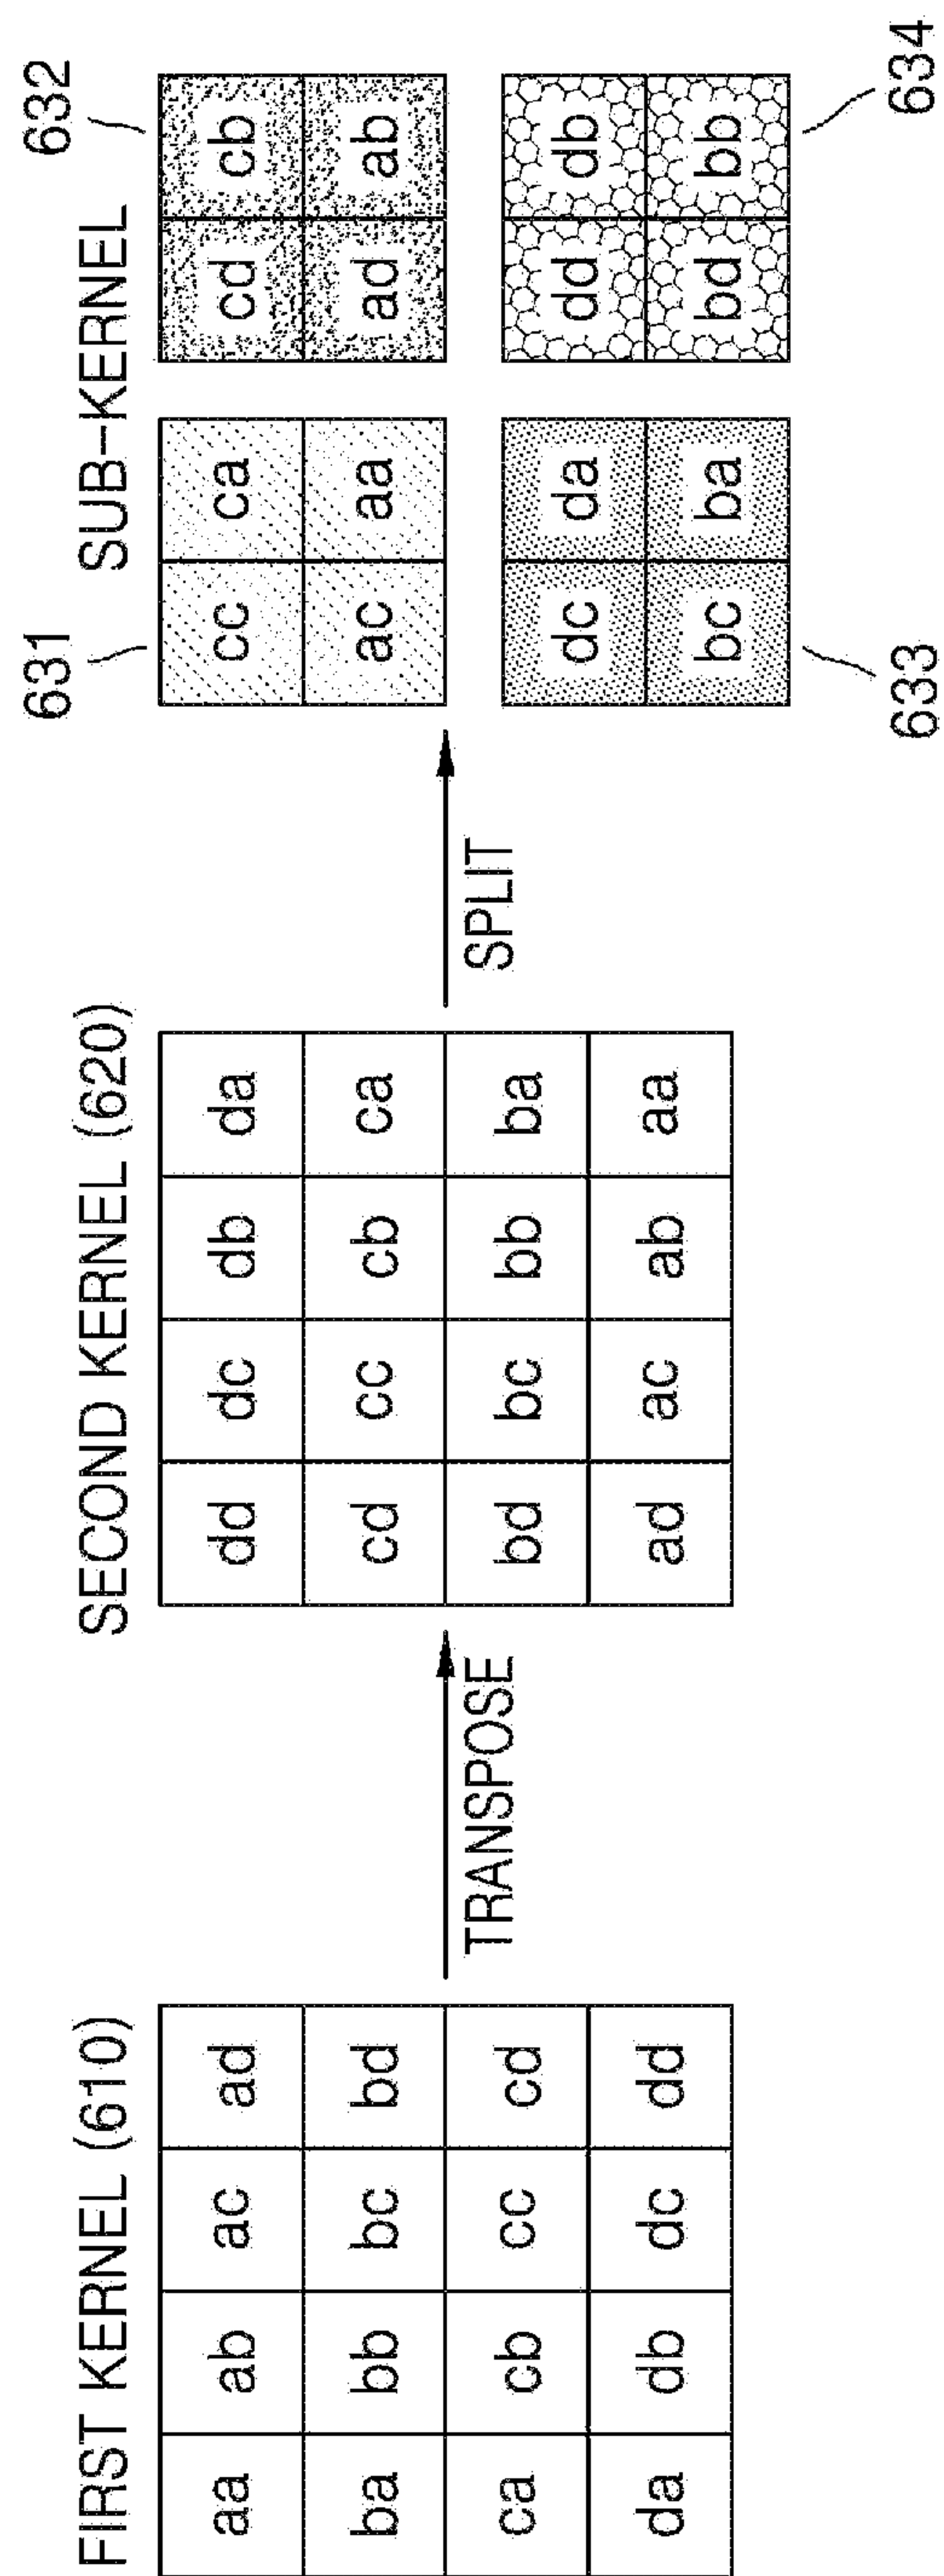 FIRST KERNEL (610)
aa ab ac ad
ba bb bc bd
ca cb cc cd
da db dc dd
TRANSPOSE
SECOND KERNEL (620)
dd dc db da
cd cc cb ca
bd bc bb ba
ad ac ab aa
SPLIT
SUB-KERNEL
631
cc ca
ac aa
632
cd cb
ad ab
dc da
bc ba
633
dd db
bd bb
634